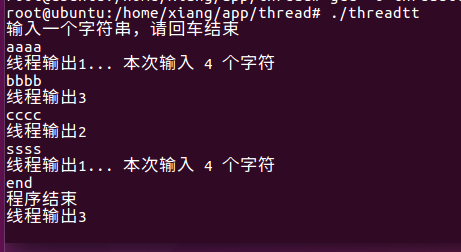 root@ubuntu:/home/xlang/app/thread# ./threadtt
输入一个字符串，请回车结束
aaaa
线程输出1... 本次输入 4 个字符
bbbb
线程输出3
cccc
线程输出2
ssss
线程输出1... 本次输入 4 个字符
end
程序结束
线程输出3